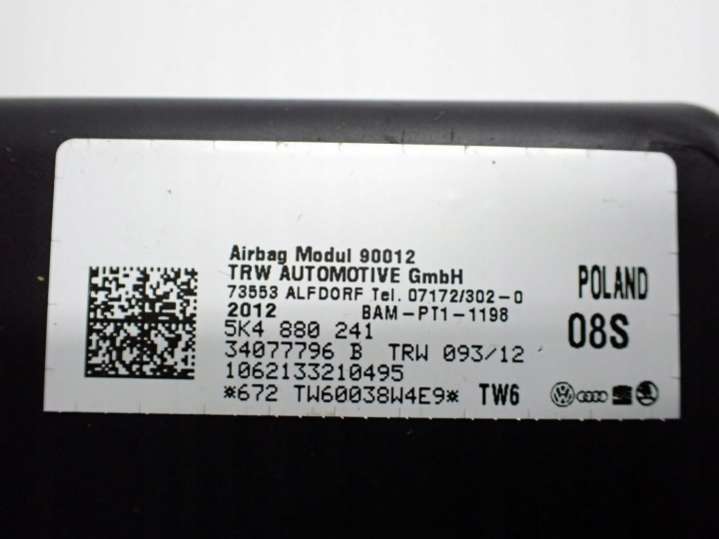 Airbag Modul 90012
TRW AUTOMOTIVE GmbH
73553 ALFDORF Tel. 07172/302-0
2012 BAM-PT1-1198
5K4 880 241
34077796 B TRW 093/12
1062133210495
*672 TW60038W4E9* TW6
POLAND
08S